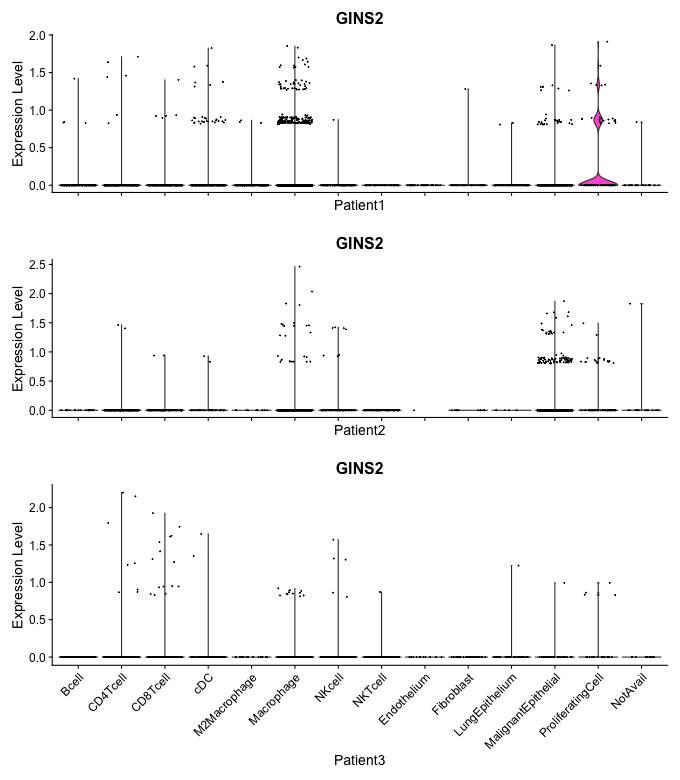 GINS2
Expression Level
2.0
1.5
1.0
0.5
0.0
Patient1
GINS2
Expression Level
2.5
2.0
1.5
1.0
0.5
0.0
Patient2
GINS2
Expression Level
2.0
1.5
1.0
0.5
0.0
Bcell
CD4Tcell
CD8Tcell
cDC
M2Macrophage
Macrophage
NKcell
NKTcell
Endothelium
Fibroblast
LungEpithelium
MalignantEpithelial
ProliferatingCell
NotAvail
Patient3